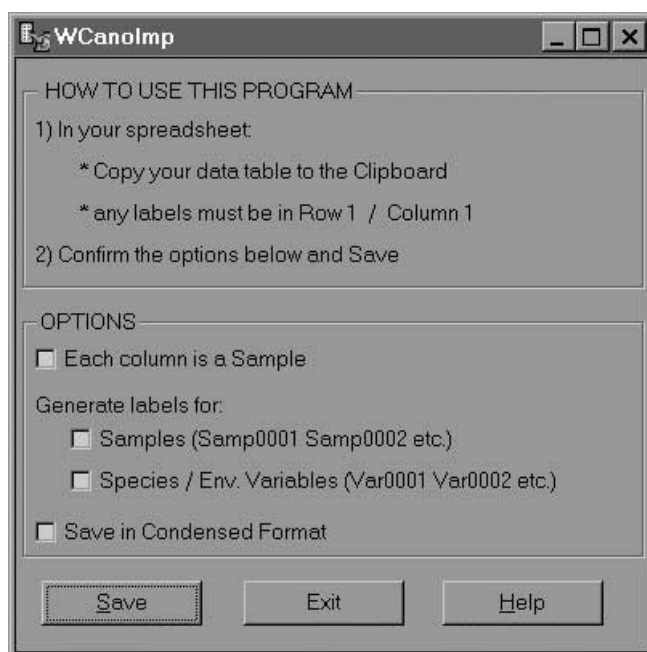 WCanoImp
HOW TO USE THIS PROGRAM
1) In your spreadsheet:
* Copy your data table to the Clipboard
* any labels must be in Row 1 / Column 1
2) Confirm the options below and Save
OPTIONS
Each column is a Sample
Generate labels for:
Samples (Samp0001 Samp0002 etc.)
Species / Env. Variables (Var0001 Var0002 etc.)
Save in Condensed Format
Save Exit Help